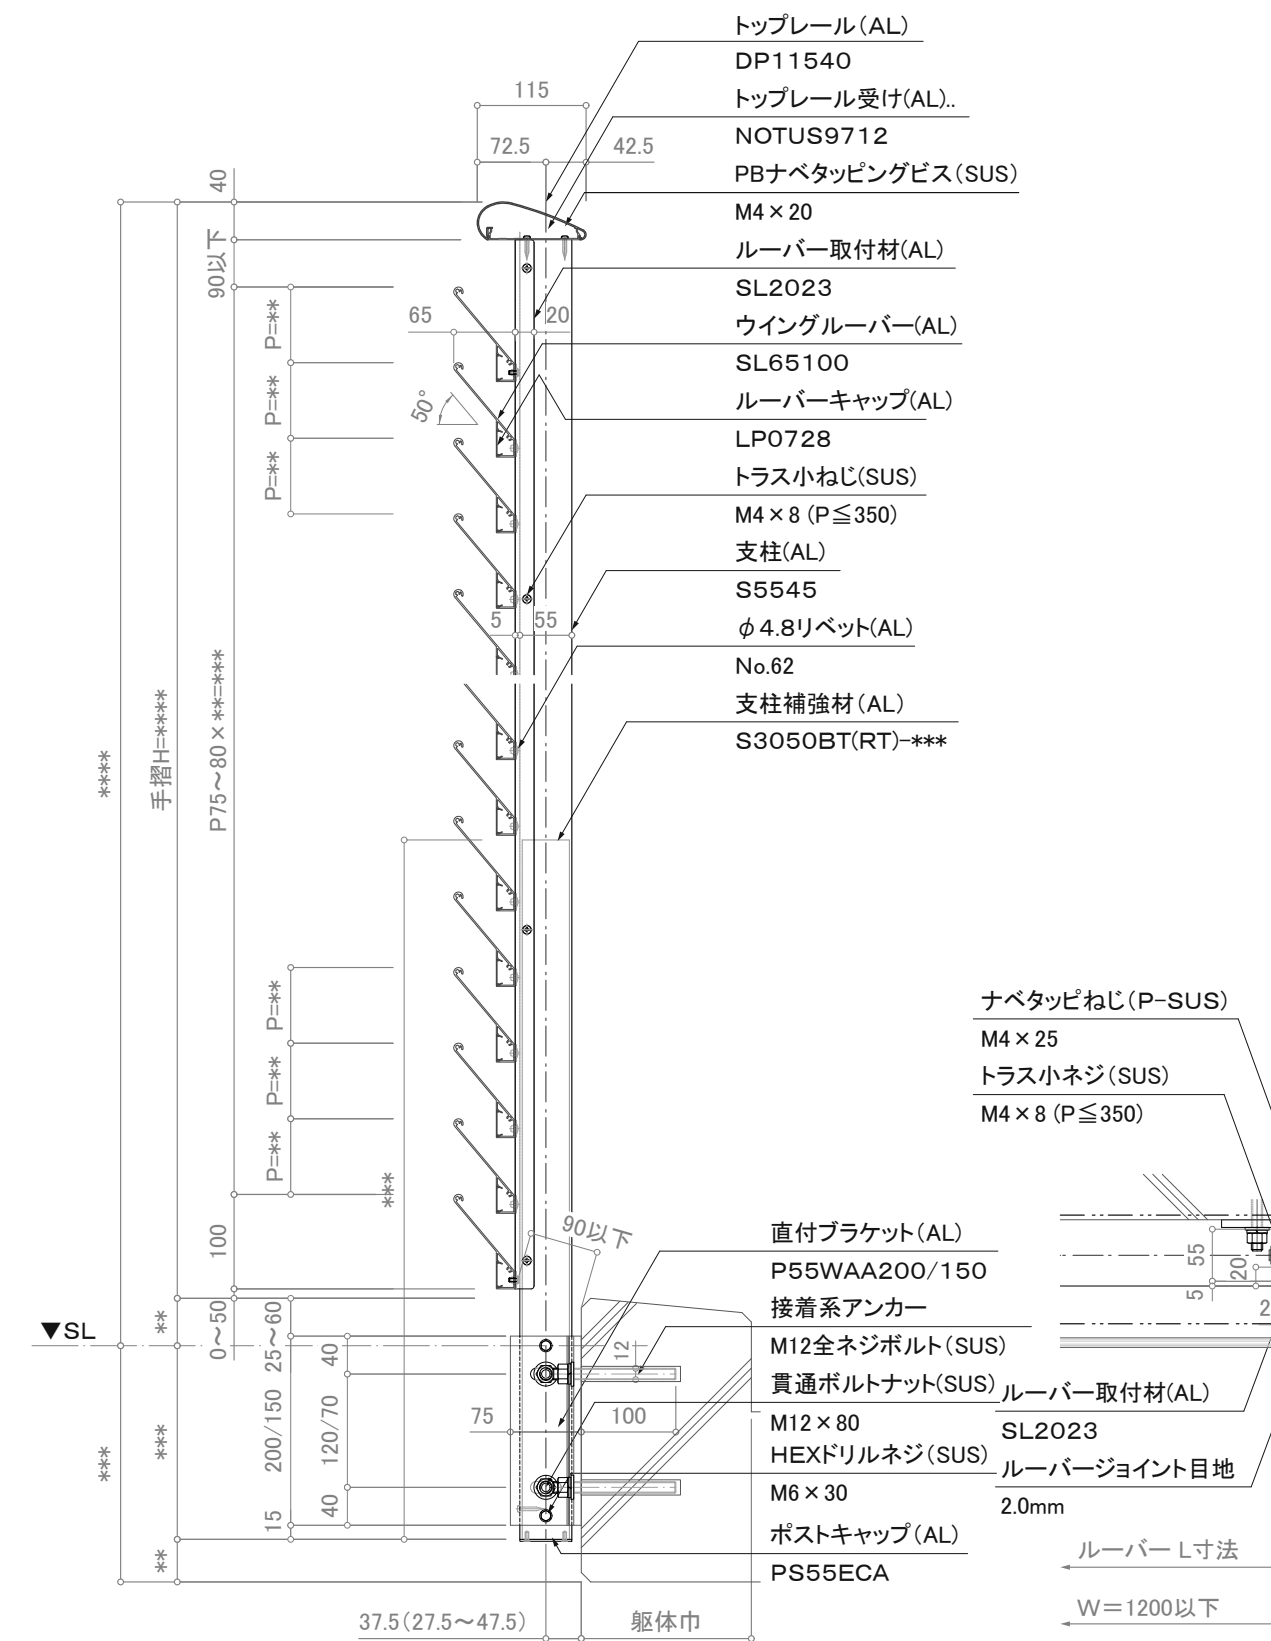 トップレール(AL)
DP11540
トップレール受け(AL)..
NOTUS9712
PBナベタッピングビス(SUS)
M4×20
ルーバー取付材(AL)
SL2023
ウイングルーバー(AL)
SL65100
ルーバーキャップ(AL)
LP0728
トラス小ねじ(SUS)
M4×8 (P≦350)
支柱(AL)
S5545
φ4.8リベット(AL)
No.62
支柱補強材(AL)
S3050BT(RT)-***
115
72.5
42.5
40
90以下
65
20
50°
P=**
P=**
P=**
5
55
****
手摺H=****
P75～80×**=****
P=**
P=**
P=**
***
100
90以下
ナベタッピねじ(P-SUS)
M4×25
トラス小ネジ(SUS)
M4×8 (P≦350)
直付ブラケット(AL)
P55WAA200/150
接着系アンカー
M12全ネジボルト(SUS)
貫通ボルトナット(SUS)
M12×80
HEXドリルネジ(SUS)
M6×30
ポストキャップ(AL)
PS55ECA
55
20
5
2
ルーバー取付材(AL)
SL2023
ルーバージョイント目地
2.0mm
ルーバー L寸法
W=1200以下
▼SL
**
0～50
25～60
40
12
75
100
***
***
200/150
120/70
40
15
**
37.5(27.5～47.5)
躯体巾